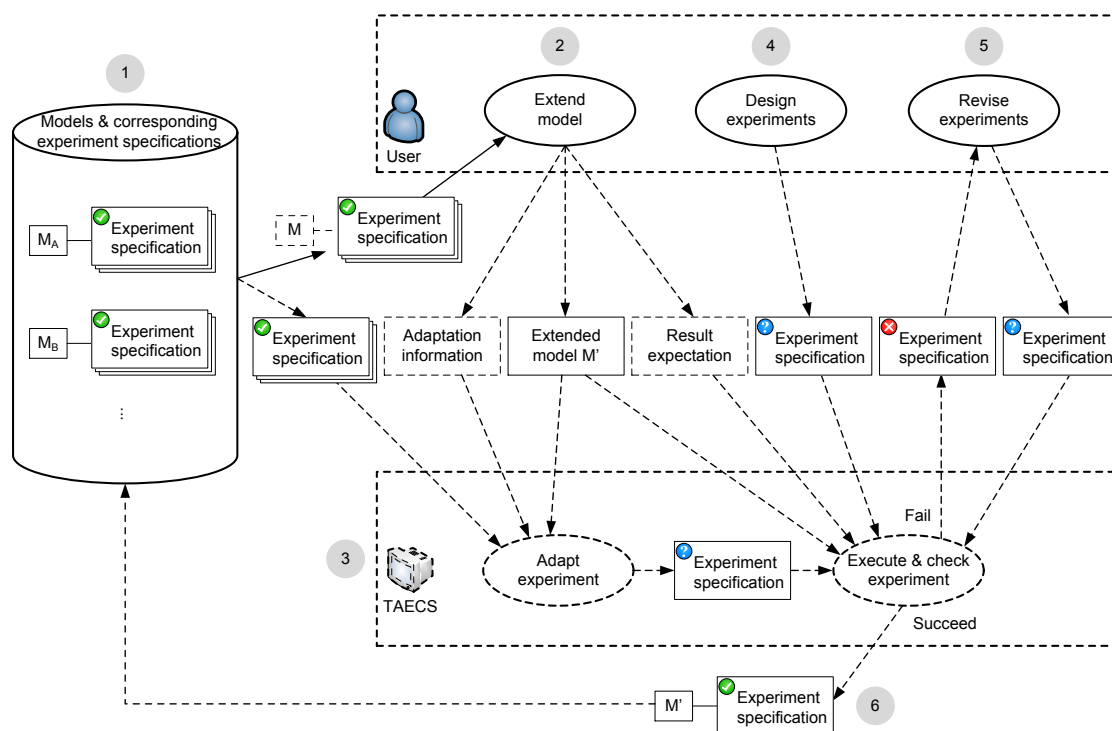 1
Models & corresponding
experiment specifications
MA
Experiment
specification
MB
Experiment
specification
⋮
2
4
5
User
Extend
model
Design
experiments
Revise
experiments
M
Experiment
specification
Experiment
specification
Adaptation
information
Extended
model M’
Result
expectation
?
Experiment
specification
Experiment
specification
?
Experiment
specification
3
TAECS
Adapt
experiment
?
Experiment
specification
Execute & check
experiment
Fail
Succeed
M’
Experiment
specification
6